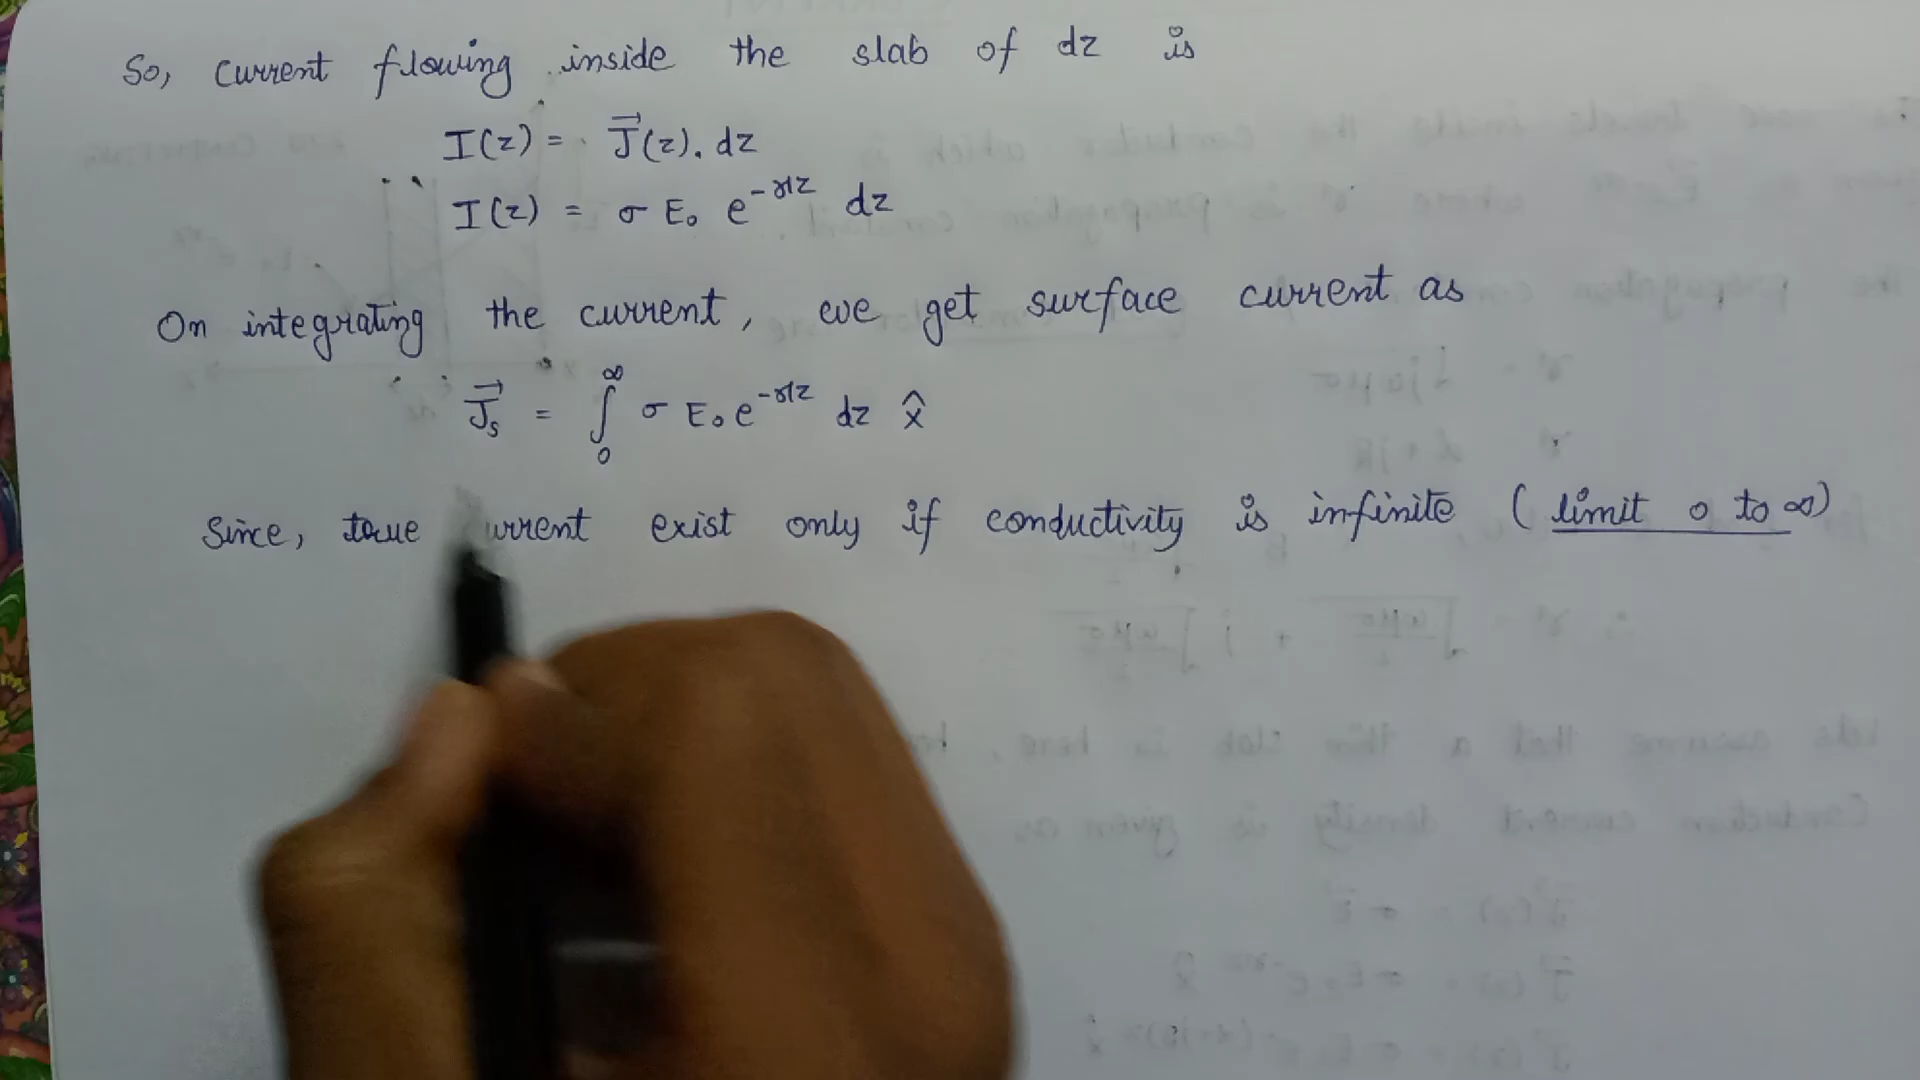 So, current flowing inside the slab of dz is
I(z) = J⃗(z). dz
I(z) = σ E₀ e^{-γz} dz
On integrating the current, we get surface current as
J⃗ₛ = ∫₀^∞ σ E₀ e^{-γz} dz x̂
Since, true current exist only if conductivity is infinite (limit 0 to ∞)